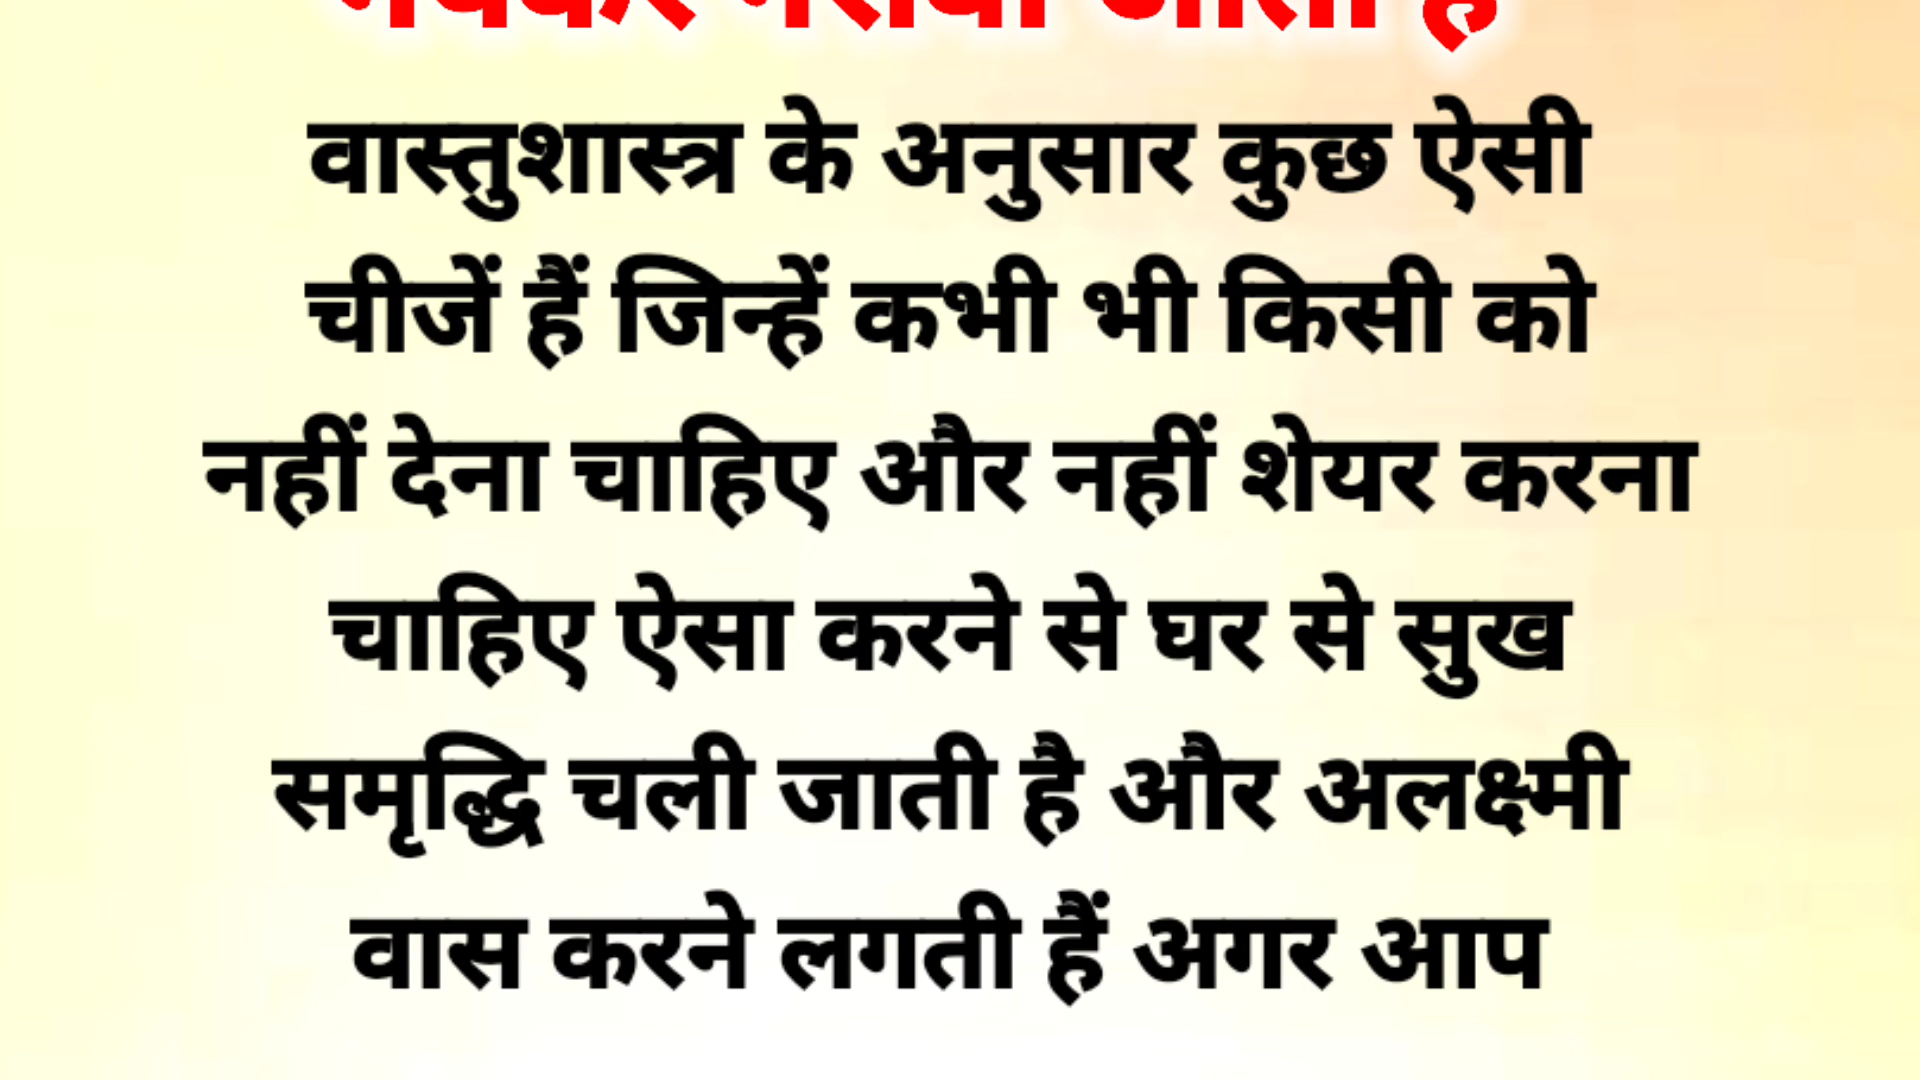 वास्तुशास्त्र के अनुसार कुछ ऐसी
चीजें हैं जिन्हें कभी भी किसी को
नहीं देना चाहिए और नहीं शेयर करना
चाहिए ऐसा करने से घर से सुख
समृद्धि चली जाती है और अलक्ष्मी
वास करने लगती हैं अगर आप